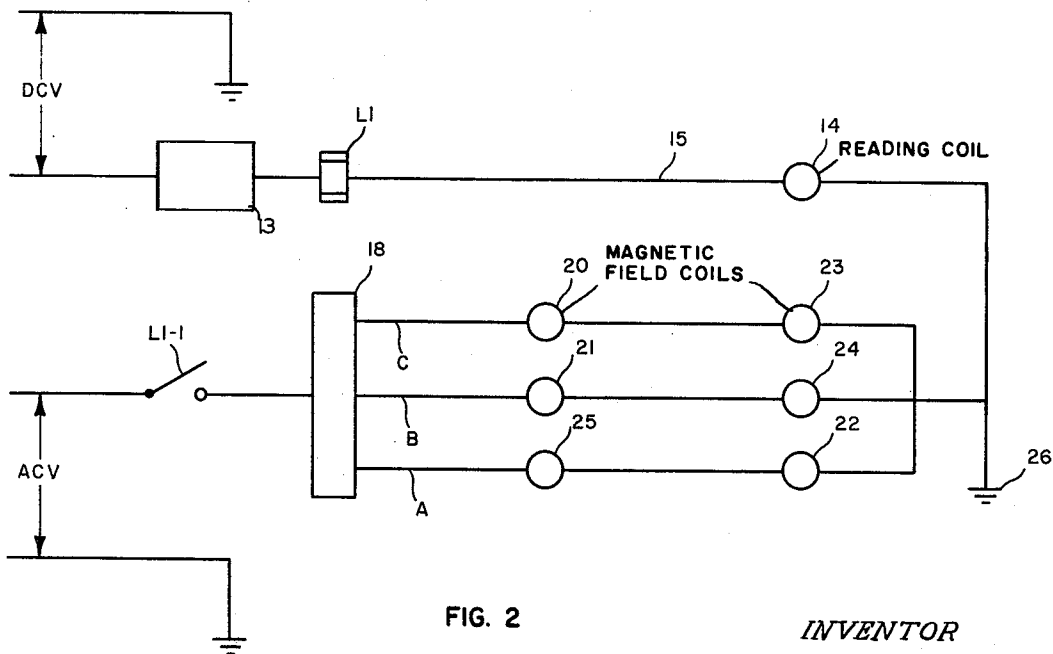 DCV
L1
15
14
READING COIL
13
18
MAGNETIC
FIELD COILS
20
23
L1-1
C
21
24
B
25
22
ACV
A
26
FIG. 2
INVENTOR